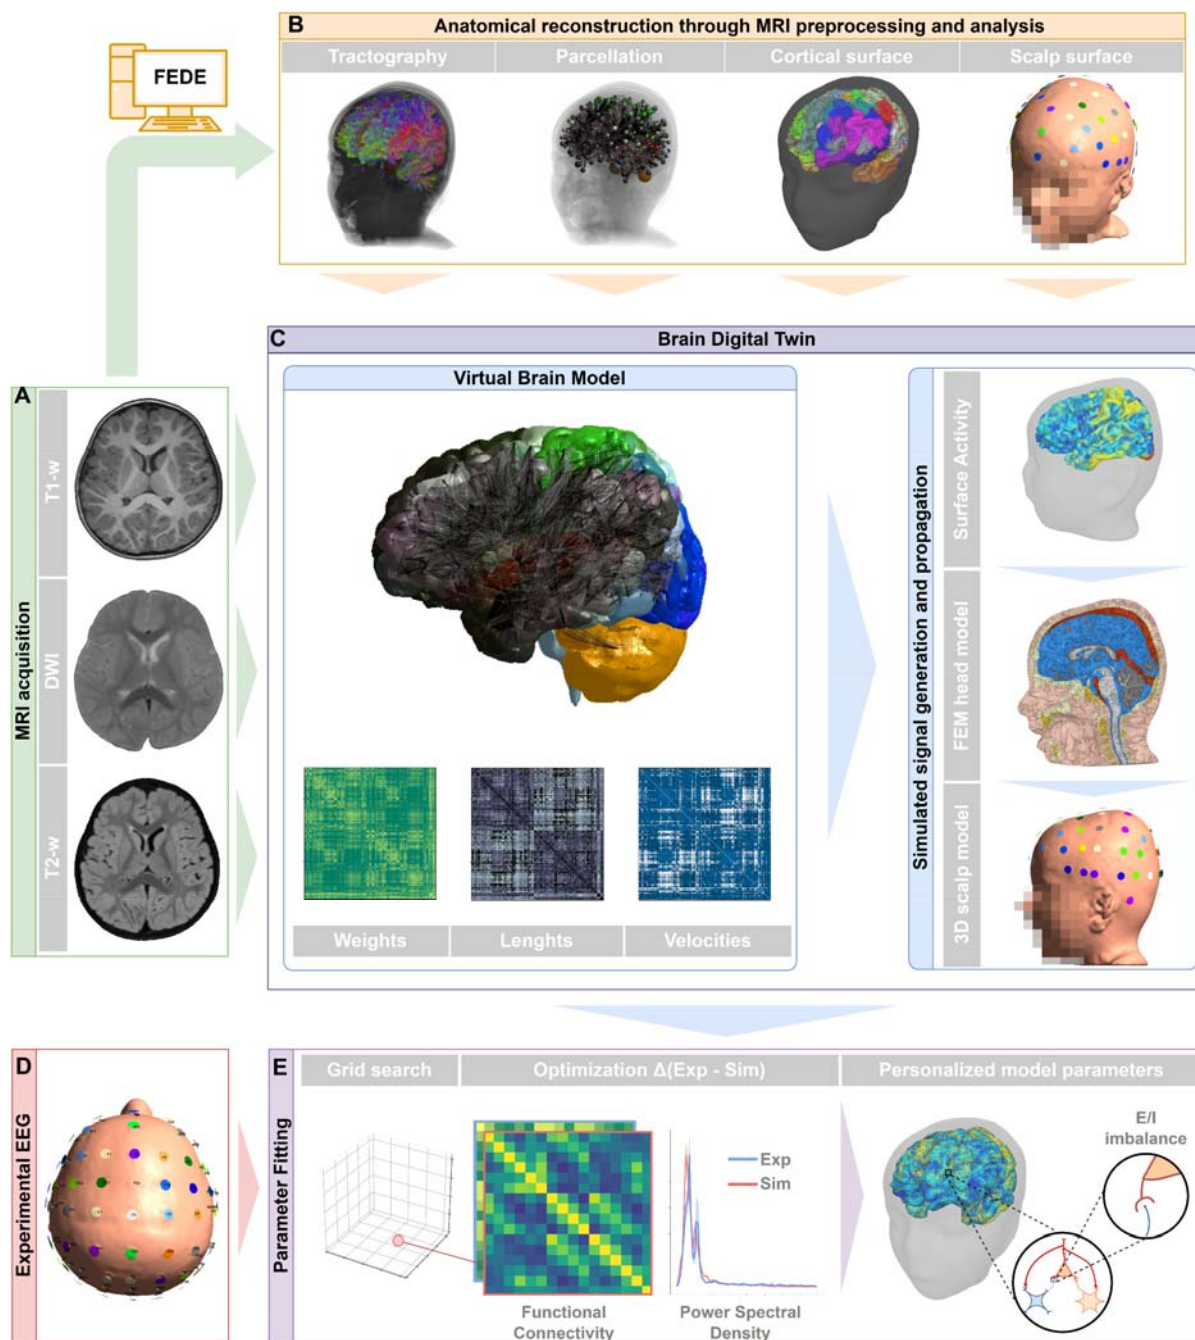 FEDE
B
Anatomical reconstruction through MRI preprocessing and analysis
Tractography
Parcellation
Cortical surface
Scalp surface
C
Brain Digital Twin
A
MRI acquisition
T1-w
DWI
T2-w
Virtual Brain Model
Weights
Lenghts
Velocities
Simulated signal generation and propagation
Surface Activity
FEM head model
3D scalp model
D
Experimental EEG
E
Parameter Fitting
Grid search
Optimization Δ(Exp - Sim)
Personalized model parameters
Exp
Sim
Functional
Connectivity
Power Spectral
Density
E/I
imbalance